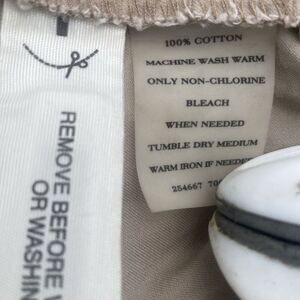 100% COTTON
MACHINE WASH WARM
ONLY NON-CHLORINE
BLEACH
WHEN NEEDED
TUMBLE DRY MEDIUM
WARM IRON IF NEEDED
254667
REMOVE BEFORE
OR WASHIN